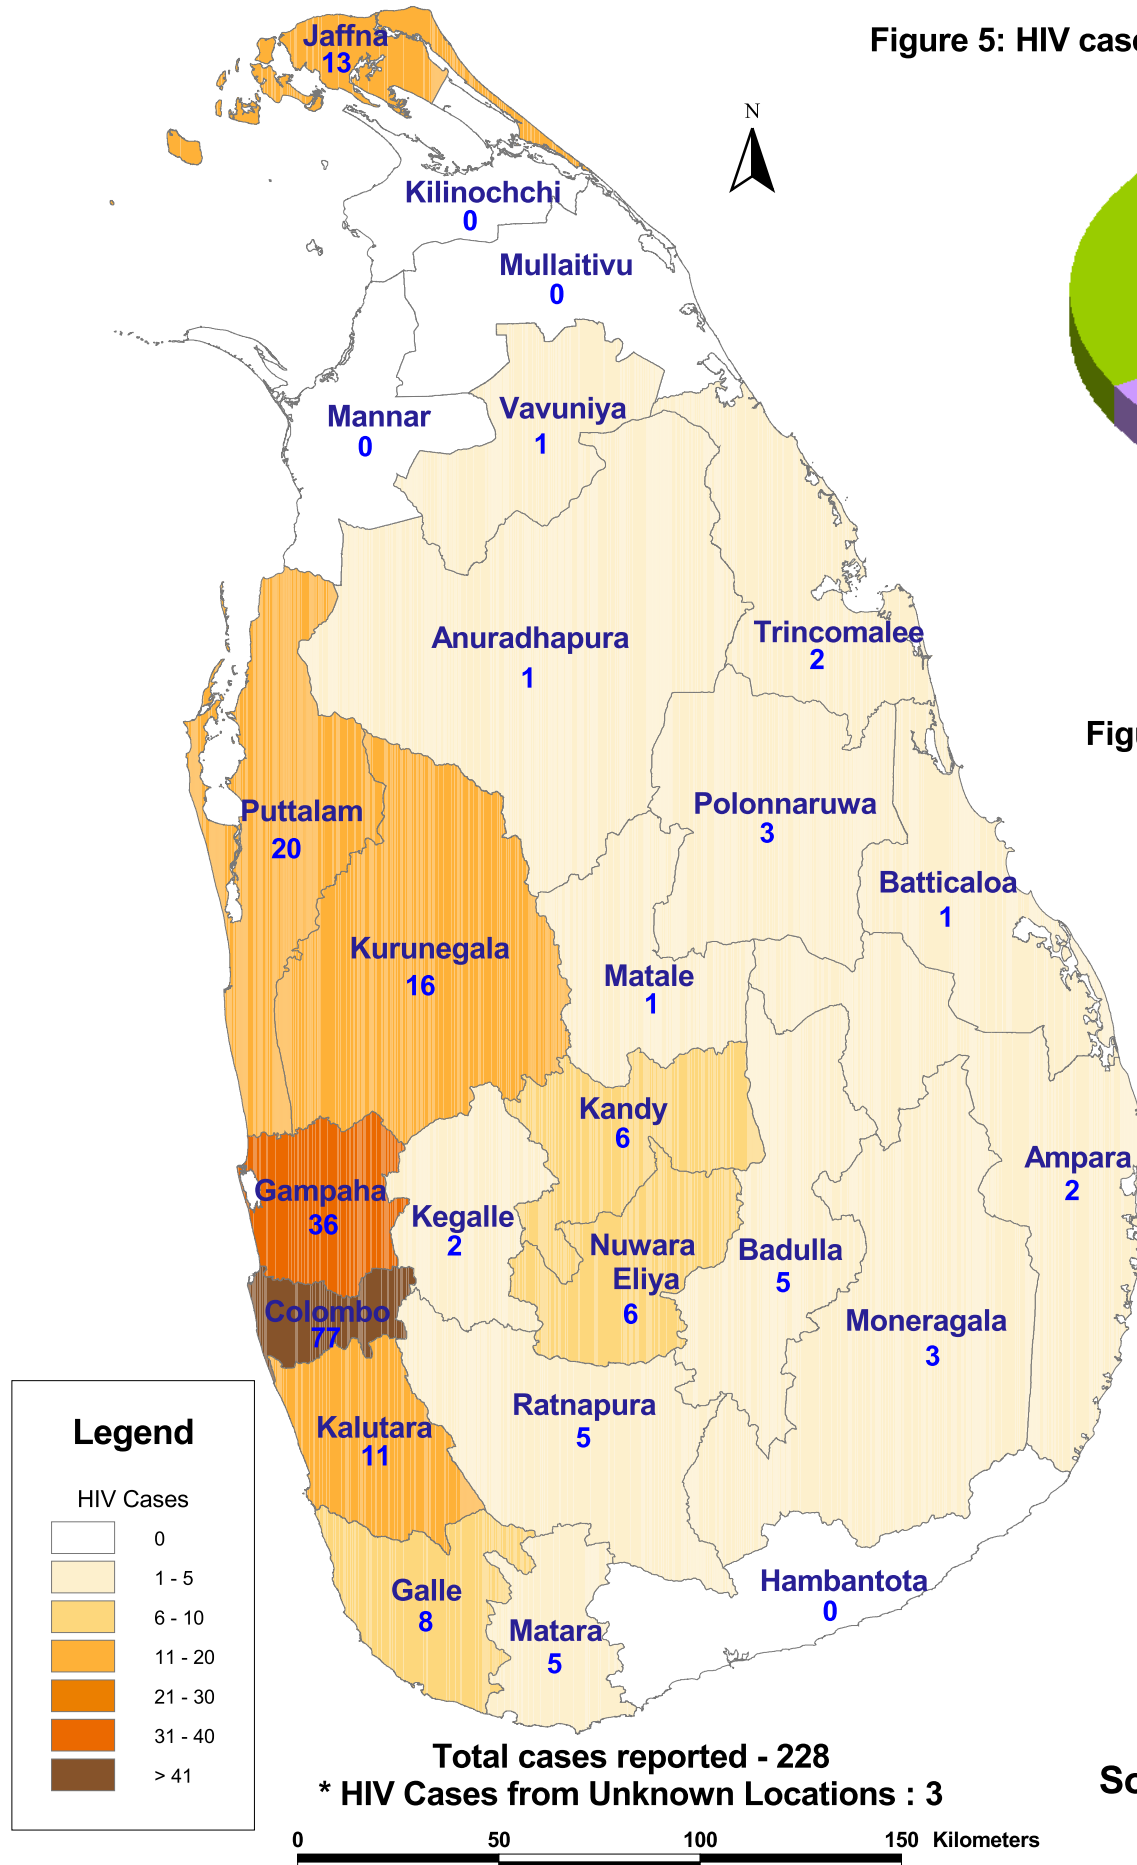 Figure 5: HIV case
N
Jaffna
13
Kilinochchi
0
Mullaitivu
0
Mannar
0
Vavuniya
1
Anuradhapura
1
Trincomalee
2
Puttalam
20
Polonnaruwa
3
Batticaloa
1
Kurunegala
16
Matale
1
Kandy
6
Ampara
2
Gampaha
36
Kegalle
2
Nuwara
Eliya
6
Badulla
5
Colombo
77
Moneragala
3
Ratnapura
5
Kalutara
11
Galle
8
Matara
5
Hambantota
0
Figu
Legend
HIV Cases
0
1 - 5
6 - 10
11 - 20
21 - 30
31 - 40
> 41
Total cases reported - 228
* HIV Cases from Unknown Locations : 3
So
0 50 100 150 Kilometers